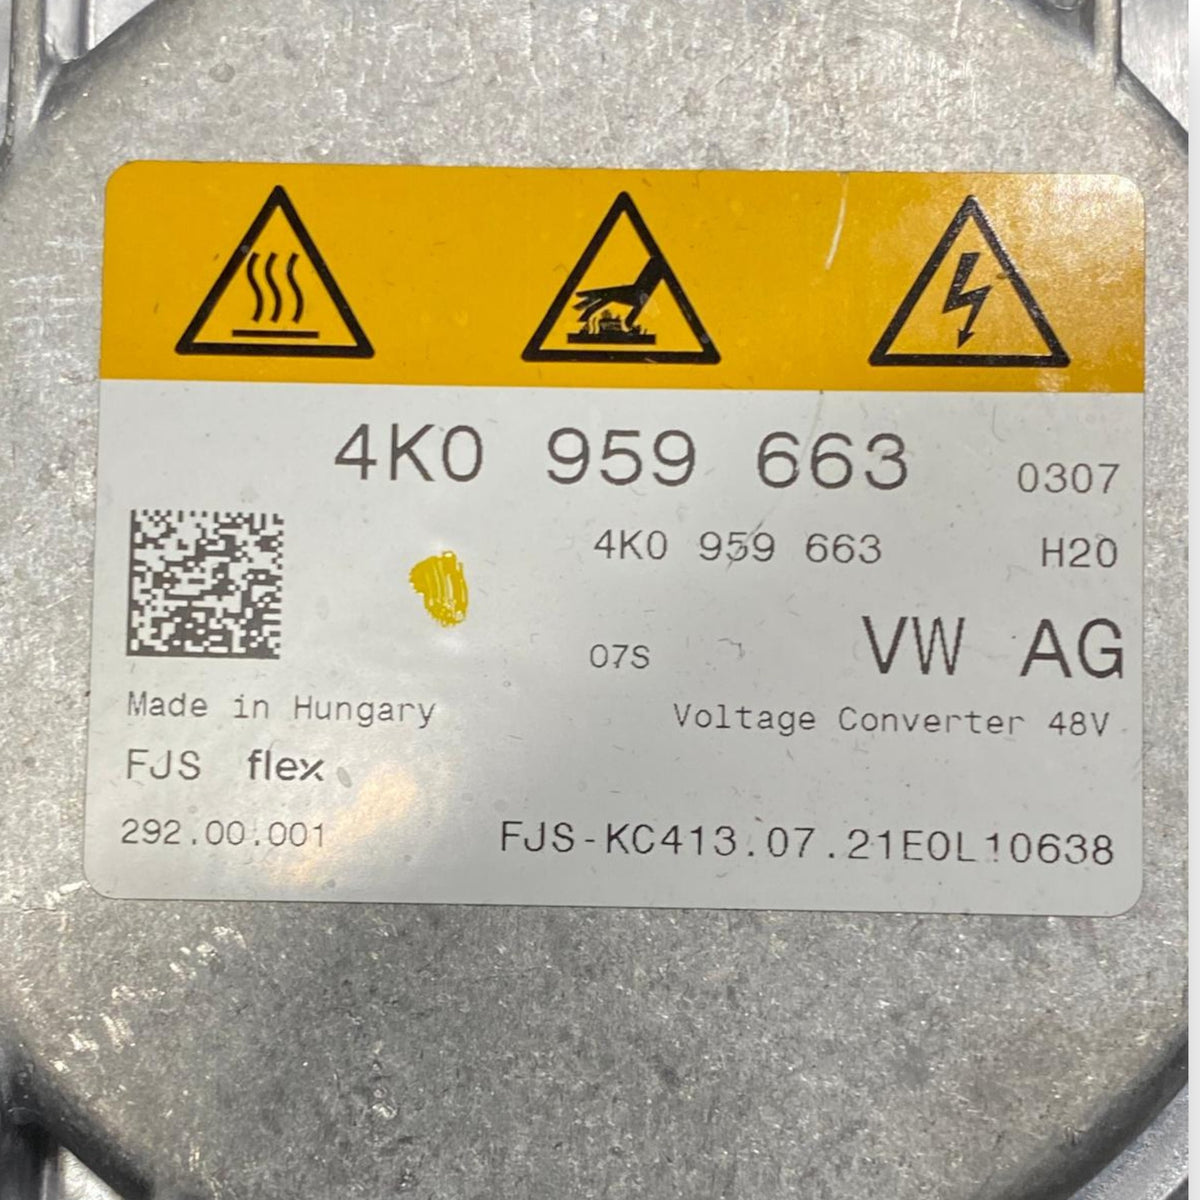 4K0 959 663 0307
4K0 959 663 H20
07S VW AG
Made in Hungary Voltage Converter 48V
FJS flex
292.00.001 FJS-KC413.07.21E0L10638